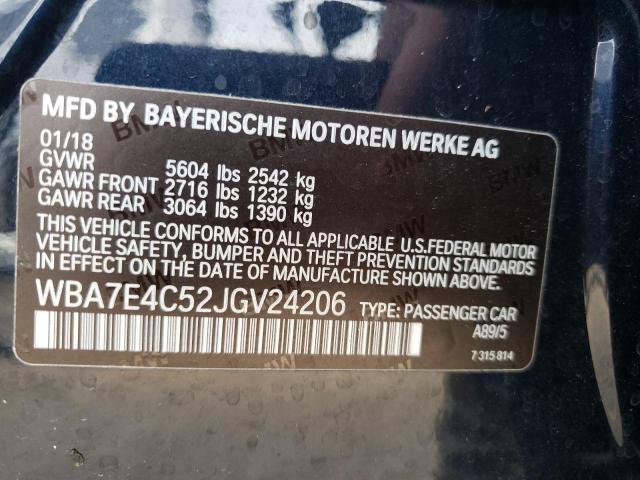 MFD BY BAYERISCHE MOTOREN WERKE AG
01/18
GVWR 5604 lbs 2542 kg
GAWR FRONT 2716 lbs 1232 kg
GAWR REAR 3064 lbs 1390 kg
THIS VEHICLE CONFORMS TO ALL APPLICABLE U.S.FEDERAL MOTOR
VEHICLE SAFETY, BUMPER AND THEFT PREVENTION STANDARDS
IN EFFECT ON THE DATE OF MANUFACTURE SHOWN ABOVE.
WBA7E4C52JGV24206 TYPE: PASSENGER CAR
A89/5
7 315 814